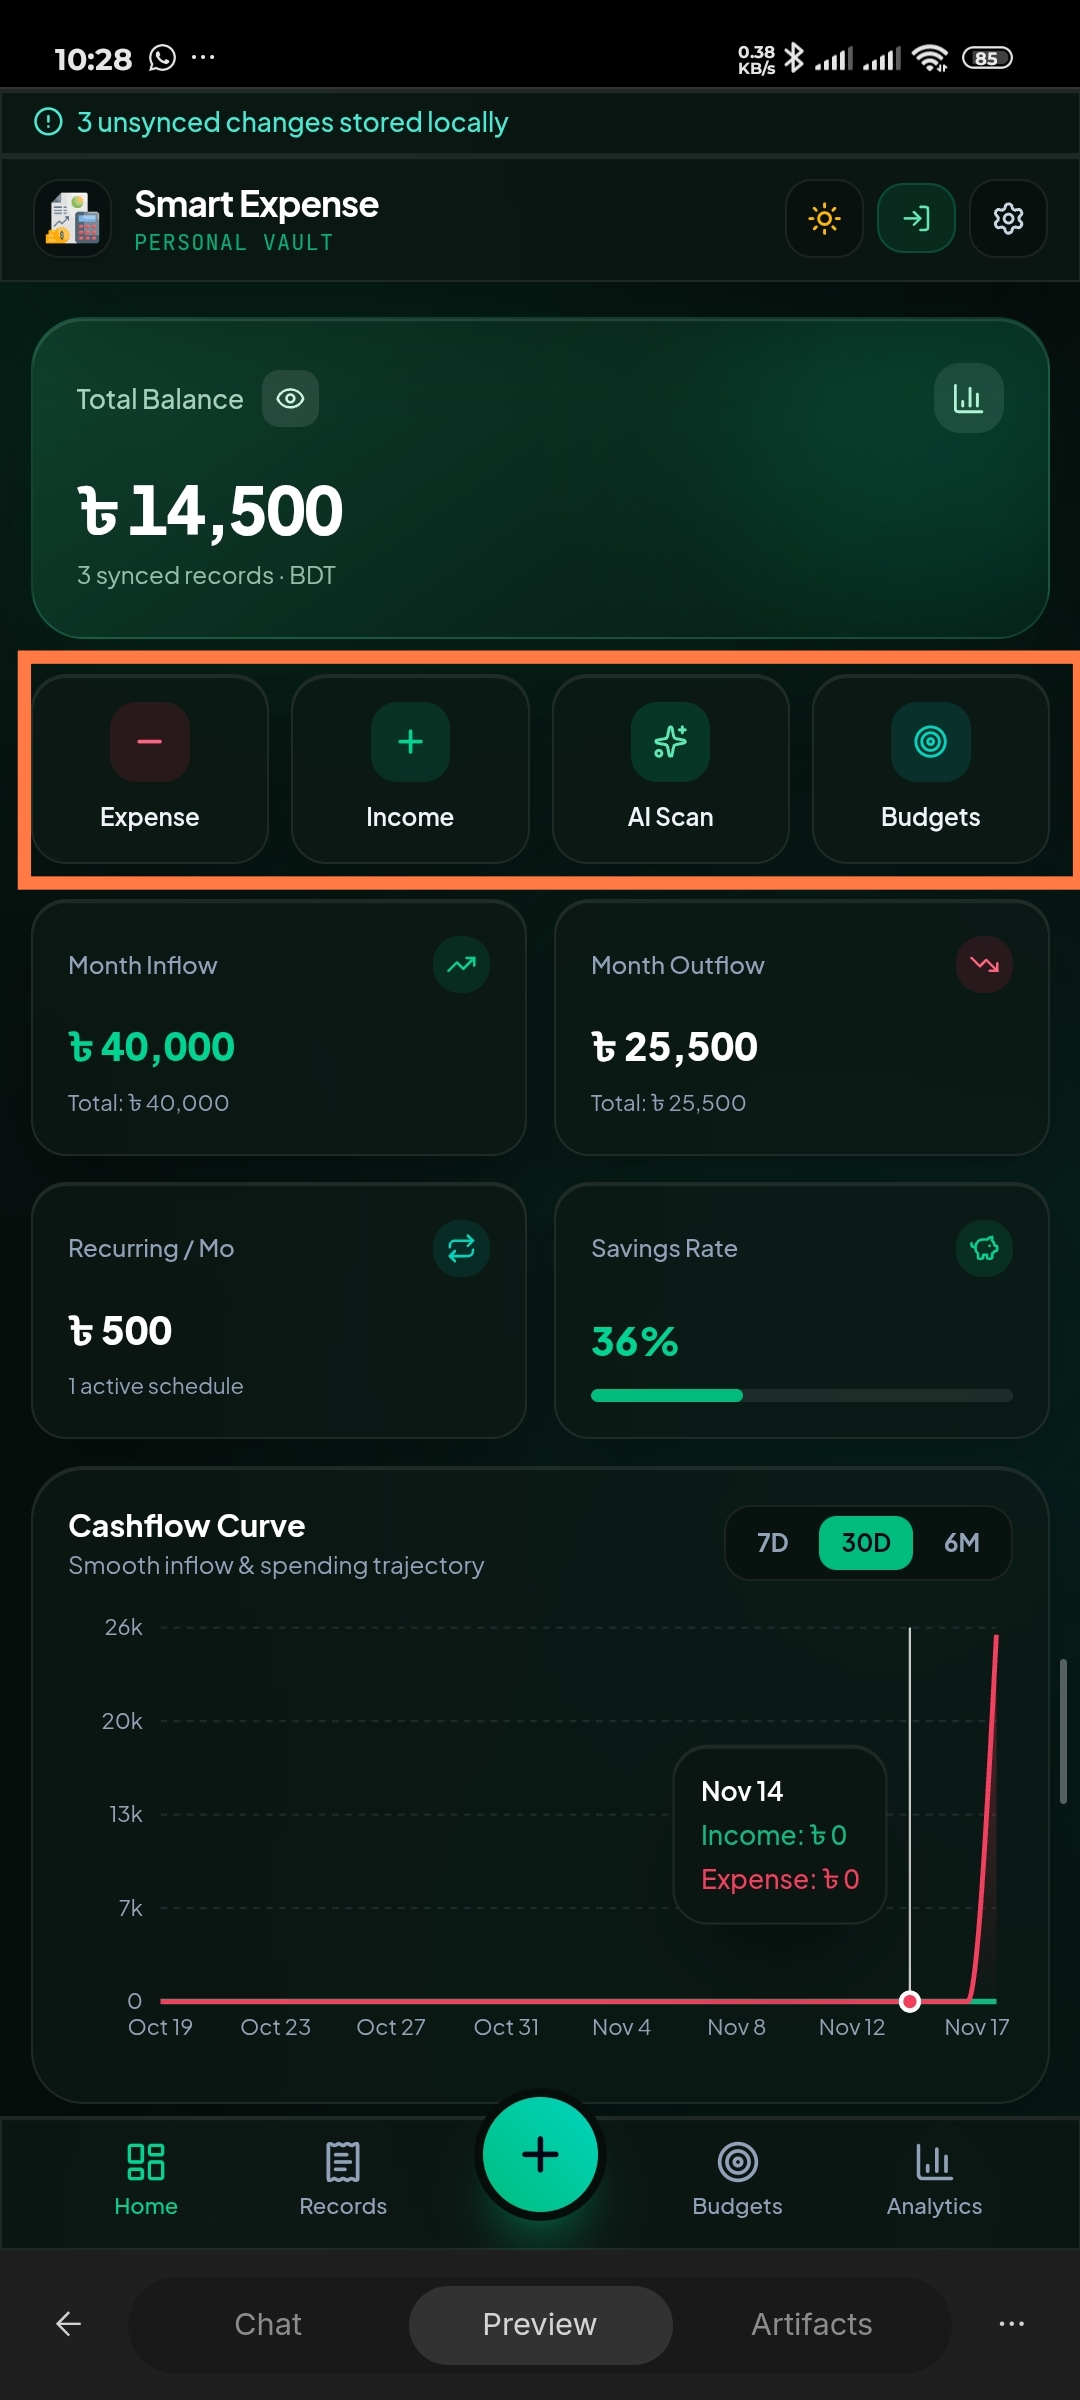 10:28
0.38
KB/s
85
3 unsynced changes stored locally
Smart Expense
PERSONAL VAULT
Total Balance
৳ 14,500
3 synced records · BDT
Expense
Income
AI Scan
Budgets
Month Inflow
৳ 40,000
Total: ৳ 40,000
Month Outflow
৳ 25,500
Total: ৳ 25,500
Recurring / Mo
৳ 500
1 active schedule
Savings Rate
36%
Cashflow Curve
Smooth inflow & spending trajectory
7D 30D 6M
26k
20k
13k
7k
0
Nov 14
Income: ৳ 0
Expense: ৳ 0
Oct 19 Oct 23 Oct 27 Oct 31 Nov 4 Nov 8 Nov 12 Nov 17
Home
Records
Budgets
Analytics
Chat
Preview
Artifacts